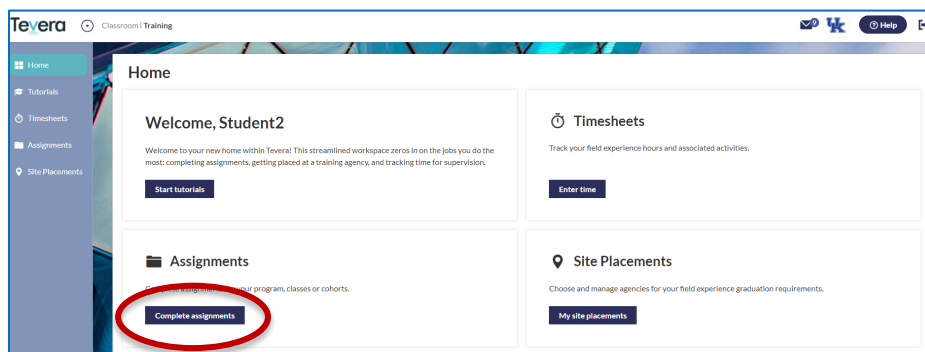 Tevera Classroom | Training 9 UK Help
Home
Tutorials
Timesheets
Assignments
Site Placements
Home
Welcome, Student2
Welcome to your new home within Tevera! This streamlined workspace zeros in on the jobs you do the
most: completing assignments, getting placed at a training agency, and tracking time for supervision.
Start tutorials
Timesheets
Track your field experience hours and associated activities.
Enter time
Assignments
your program, classes or cohorts.
Complete assignments
Site Placements
Choose and manage agencies for your field experience graduation requirements.
My site placements